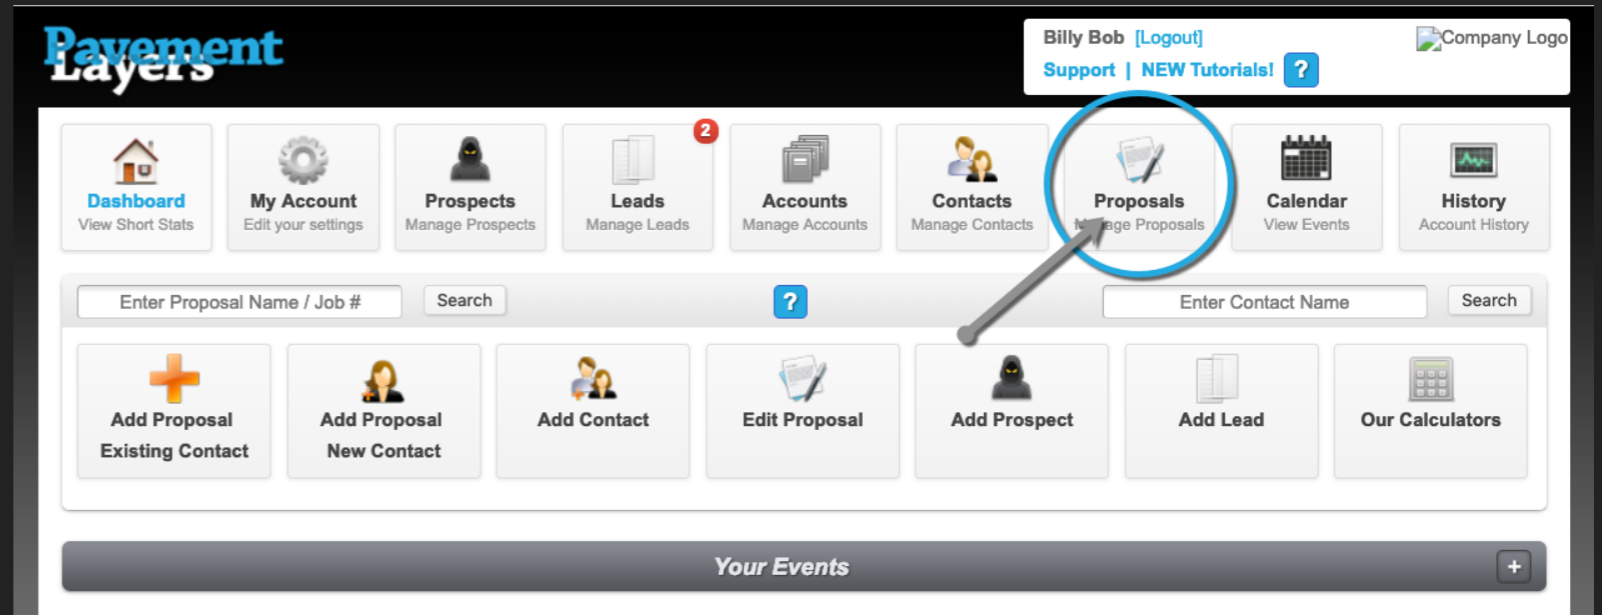 Pavement
Layers
Billy Bob [Logout]
Support | NEW Tutorials! ?
Company Logo
Dashboard
View Short Stats
My Account
Edit your settings
Prospects
Manage Prospects
2
Leads
Manage Leads
Accounts
Manage Accounts
Contacts
Manage Contacts
Proposals
Manage Proposals
Calendar
View Events
History
Account History
Enter Proposal Name / Job #
Search
?
Enter Contact Name
Search
Add Proposal
Existing Contact
Add Proposal
New Contact
Add Contact
Edit Proposal
Add Prospect
Add Lead
Our Calculators
Your Events
+